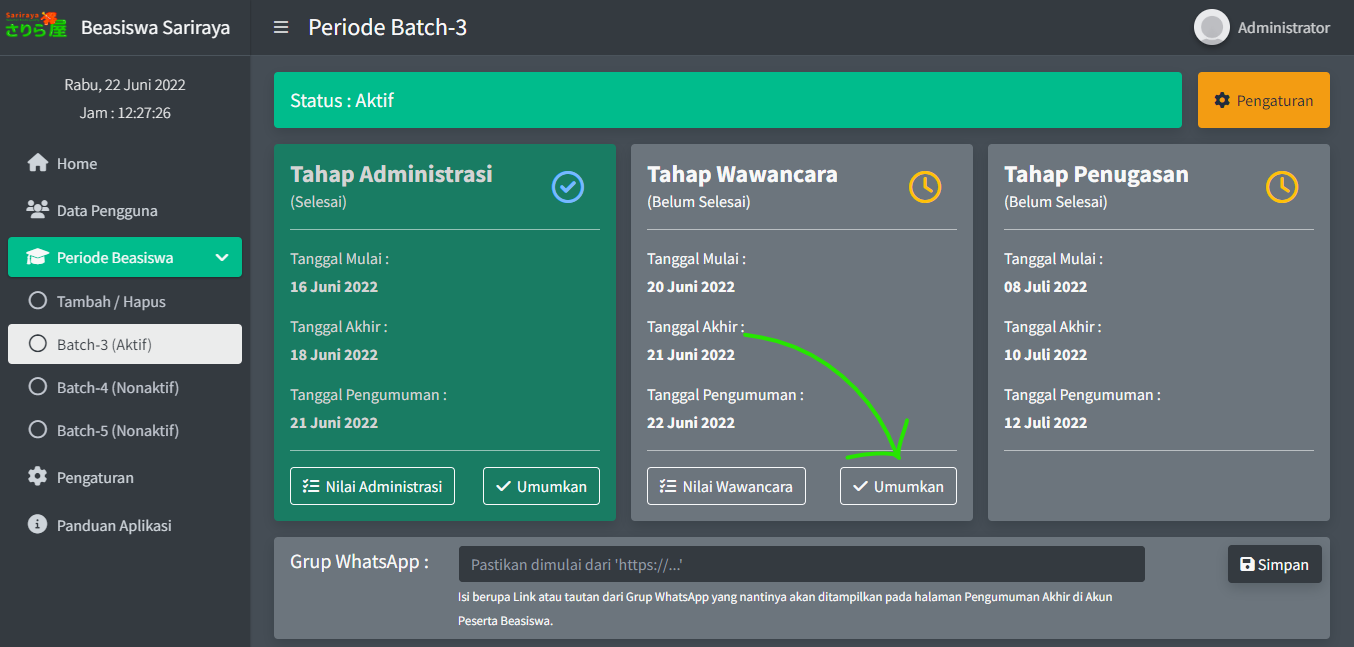 Sariraya
さりら屋
Beasiswa Sariraya
Periode Batch-3
Administrator
Rabu, 22 Juni 2022
Jam : 12:27:26
Home
Data Pengguna
Periode Beasiswa
Tambah / Hapus
Batch-3 (Aktif)
Batch-4 (Nonaktif)
Batch-5 (Nonaktif)
Pengaturan
Panduan Aplikasi
Status : Aktif
Pengaturan
Tahap Administrasi
(Selesai)
Tanggal Mulai :
16 Juni 2022
Tanggal Akhir :
18 Juni 2022
Tanggal Pengumuman :
21 Juni 2022
Nilai Administrasi
Umumkan
Tahap Wawancara
(Belum Selesai)
Tanggal Mulai :
20 Juni 2022
Tanggal Akhir :
21 Juni 2022
Tanggal Pengumuman :
22 Juni 2022
Nilai Wawancara
Umumkan
Tahap Penugasan
(Belum Selesai)
Tanggal Mulai :
08 Juli 2022
Tanggal Akhir :
10 Juli 2022
Tanggal Pengumuman :
12 Juli 2022
Grup WhatsApp :
Pastikan dimulai dari 'https://...'
Simpan
Isi berupa Link atau tautan dari Grup WhatsApp yang nantinya akan ditampilkan pada halaman Pengumuman Akhir di Akun
Peserta Beasiswa.